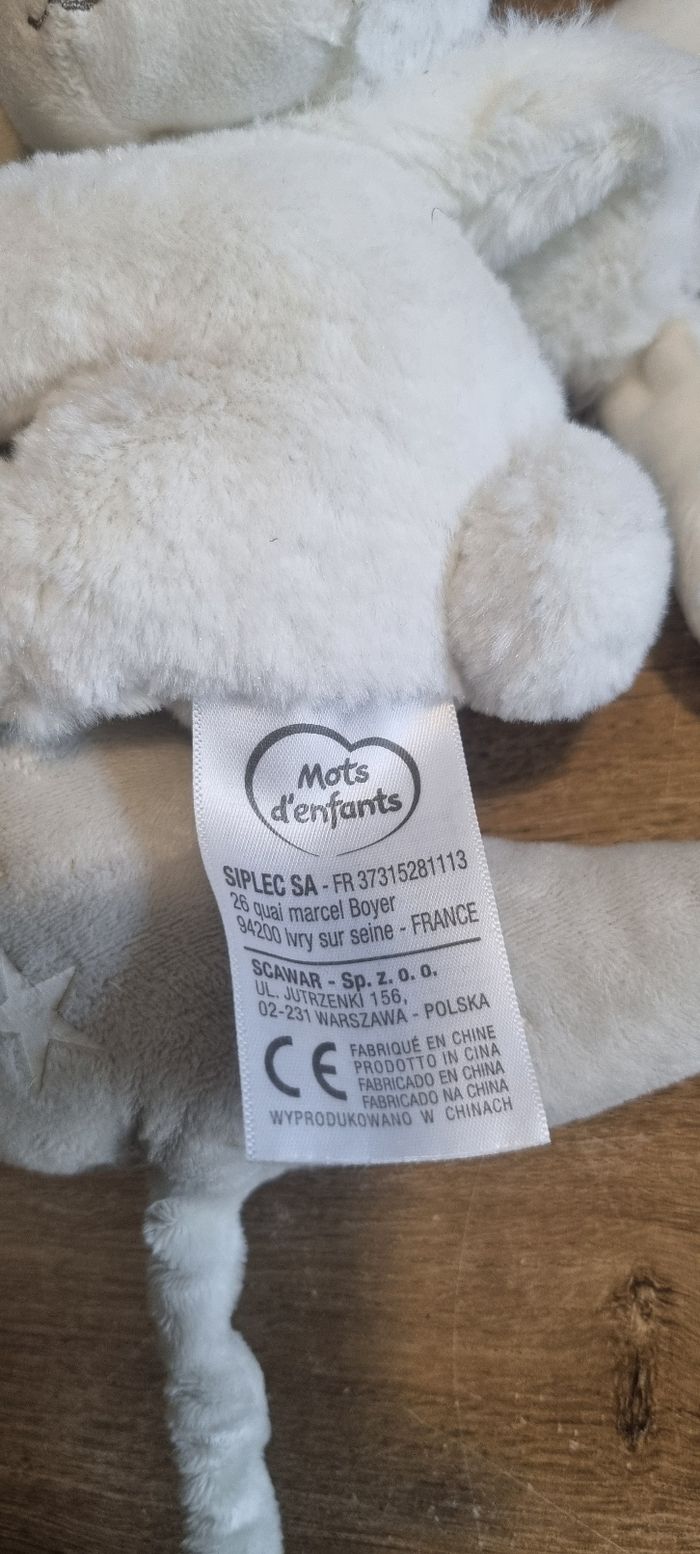 Mots
d'enfants
SIPLEC SA - FR 37315281113
26 quai marcel Boyer
94200 Ivry sur seine - FRANCE
SCAWAR - Sp. z. o. o.
UL. JUTRZENKI 156,
02-231 WARSZAWA - POLSKA
CE
FABRIQUÉ EN CHINE
PRODOTTO IN CINA
FABRICADO EN CHINA
FABRICADO NA CHINA
WYPRODUKOWANO W CHINACH